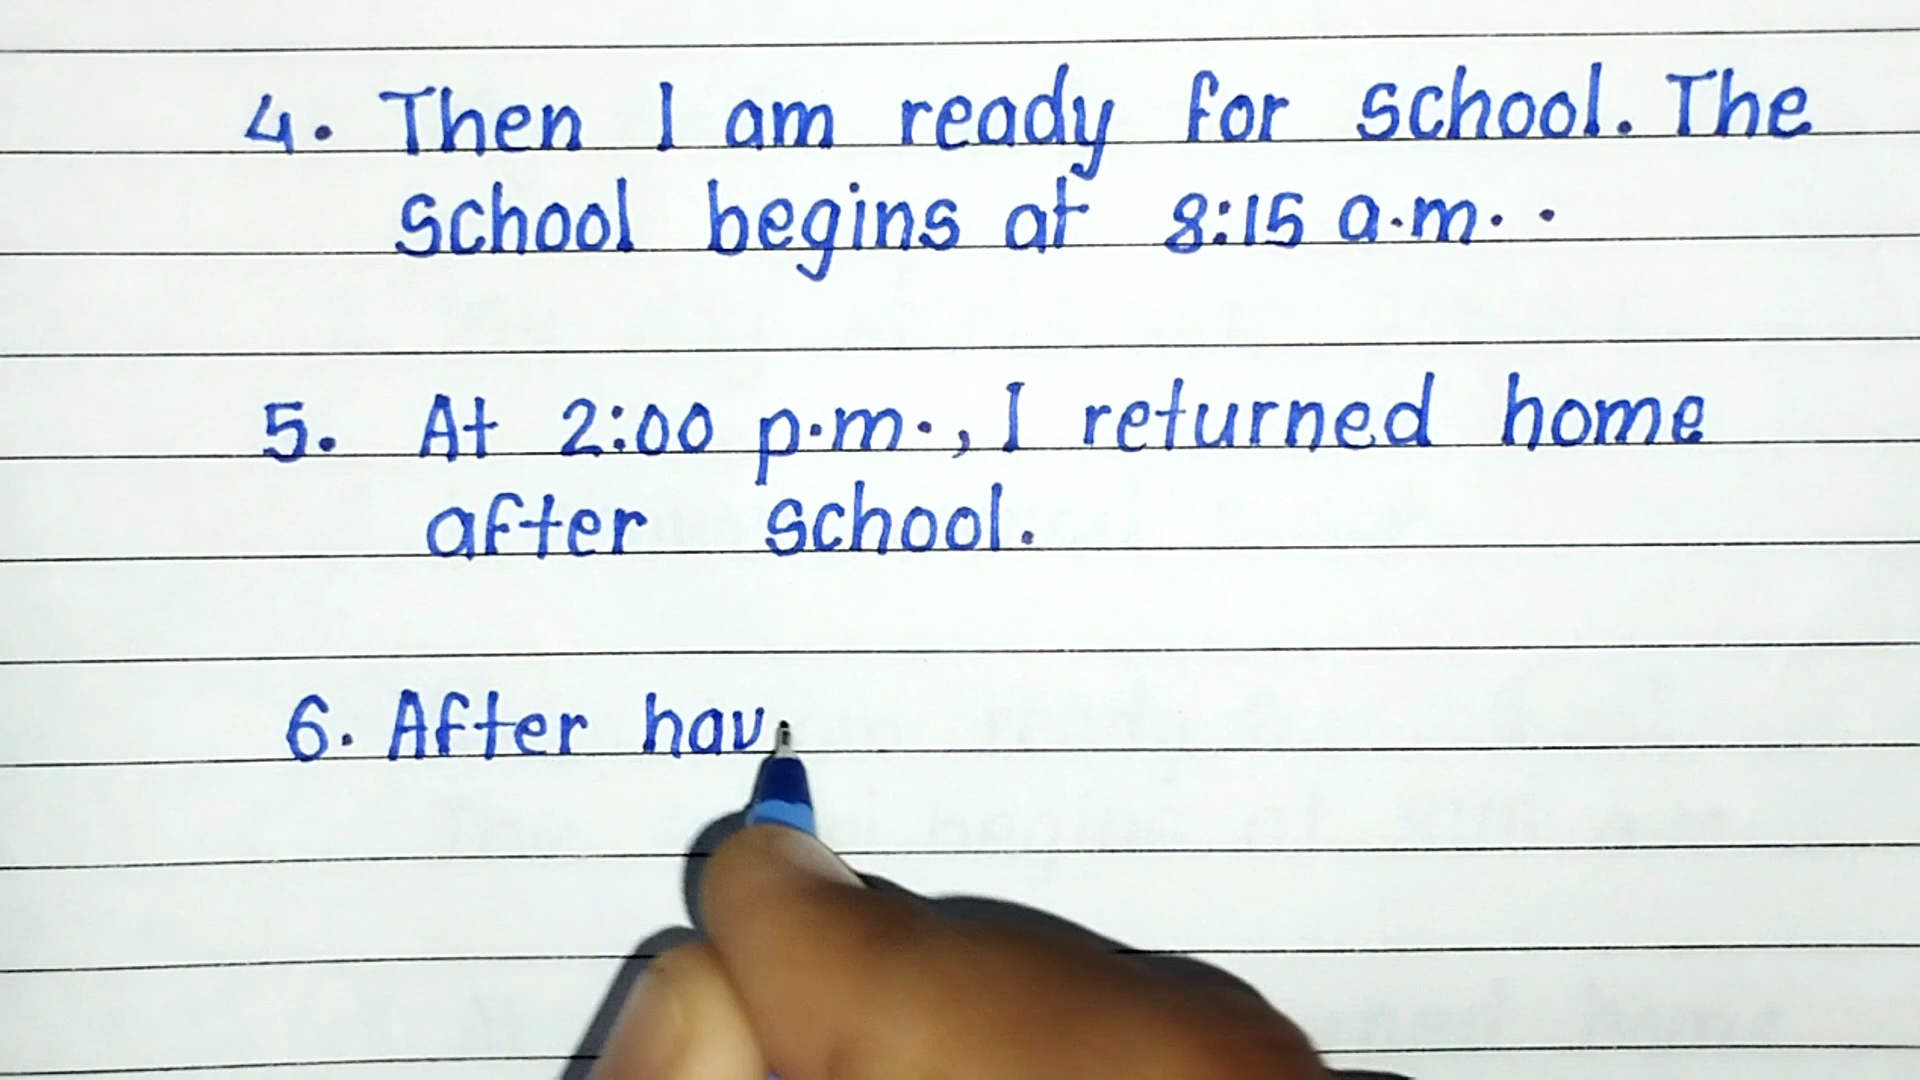 4. Then I am ready for school. The
school begins at 8:15 a.m. .
5. At 2:00 p.m., I returned home
after school.
6. After hav